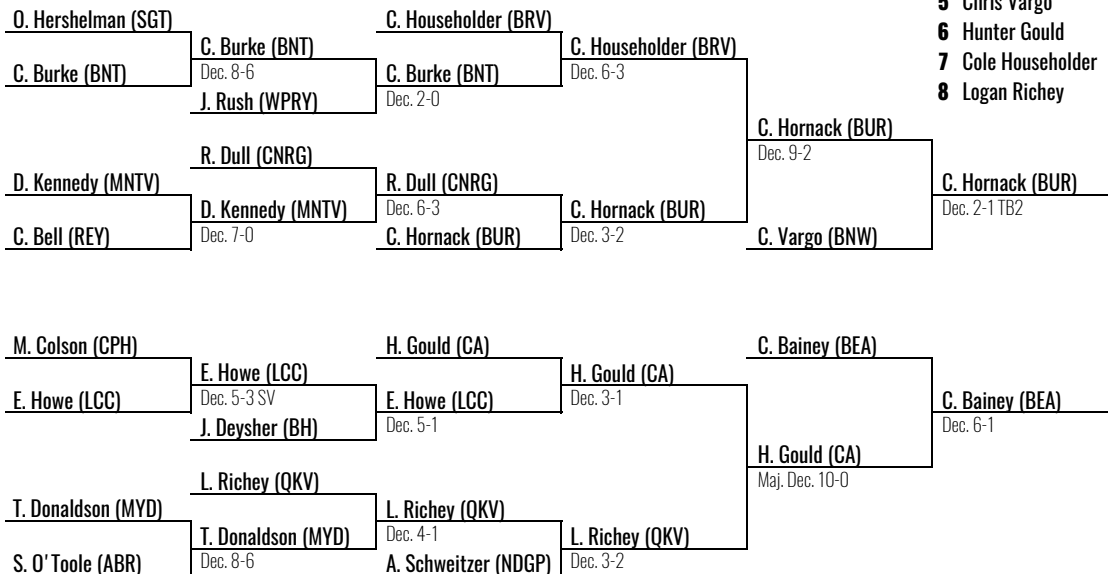 5 Chris Vargo
6 Hunter Gould
7 Cole Householder
8 Logan Richey
O. Hershelman (SGT)
C. Burke (BNT)
C. Burke (BNT)
Dec. 8-6
J. Rush (WPRY)
C. Householder (BRV)
C. Burke (BNT)
Dec. 2-0
C. Householder (BRV)
Dec. 6-3
R. Dull (CNRG)
D. Kennedy (MNTV)
C. Bell (REY)
D. Kennedy (MNTV)
Dec. 7-0
R. Dull (CNRG)
Dec. 6-3
C. Hornack (BUR)
C. Hornack (BUR)
Dec. 3-2
C. Hornack (BUR)
Dec. 9-2
C. Vargo (BNW)
C. Hornack (BUR)
Dec. 2-1 TB2
M. Colson (CPH)
E. Howe (LCC)
E. Howe (LCC)
Dec. 5-3 SV
J. Deysher (BH)
H. Gould (CA)
E. Howe (LCC)
Dec. 5-1
H. Gould (CA)
Dec. 3-1
L. Richey (QKV)
T. Donaldson (MYD)
S. O'Toole (ABR)
T. Donaldson (MYD)
Dec. 8-6
L. Richey (QKV)
Dec. 4-1
A. Schweitzer (NDGP)
L. Richey (QKV)
Dec. 3-2
C. Bainey (BEA)
H. Gould (CA)
Maj. Dec. 10-0
C. Bainey (BEA)
Dec. 6-1